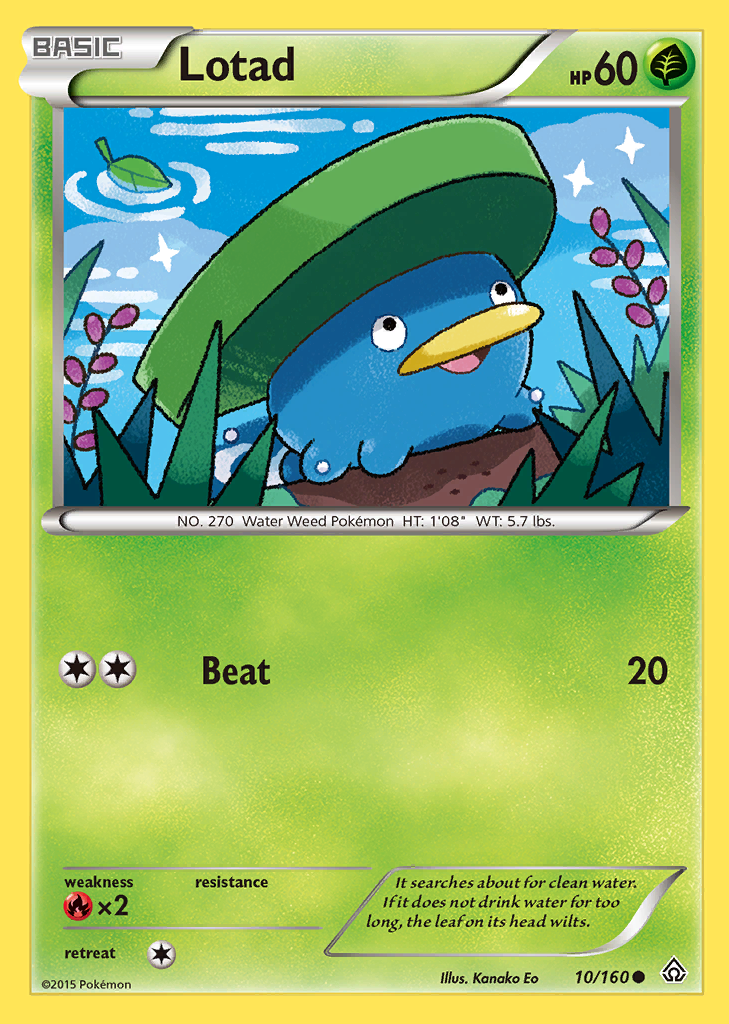 BASIC
Lotad
HP 60
NO. 270 Water Weed Pokémon HT: 1'08" WT: 5.7 lbs.
Beat 20
weakness resistance
×2
retreat
It searches about for clean water.
If it does not drink water for too
long, the leaf on its head wilts.
©2015 Pokémon
Illus. Kanako Eo
10/160